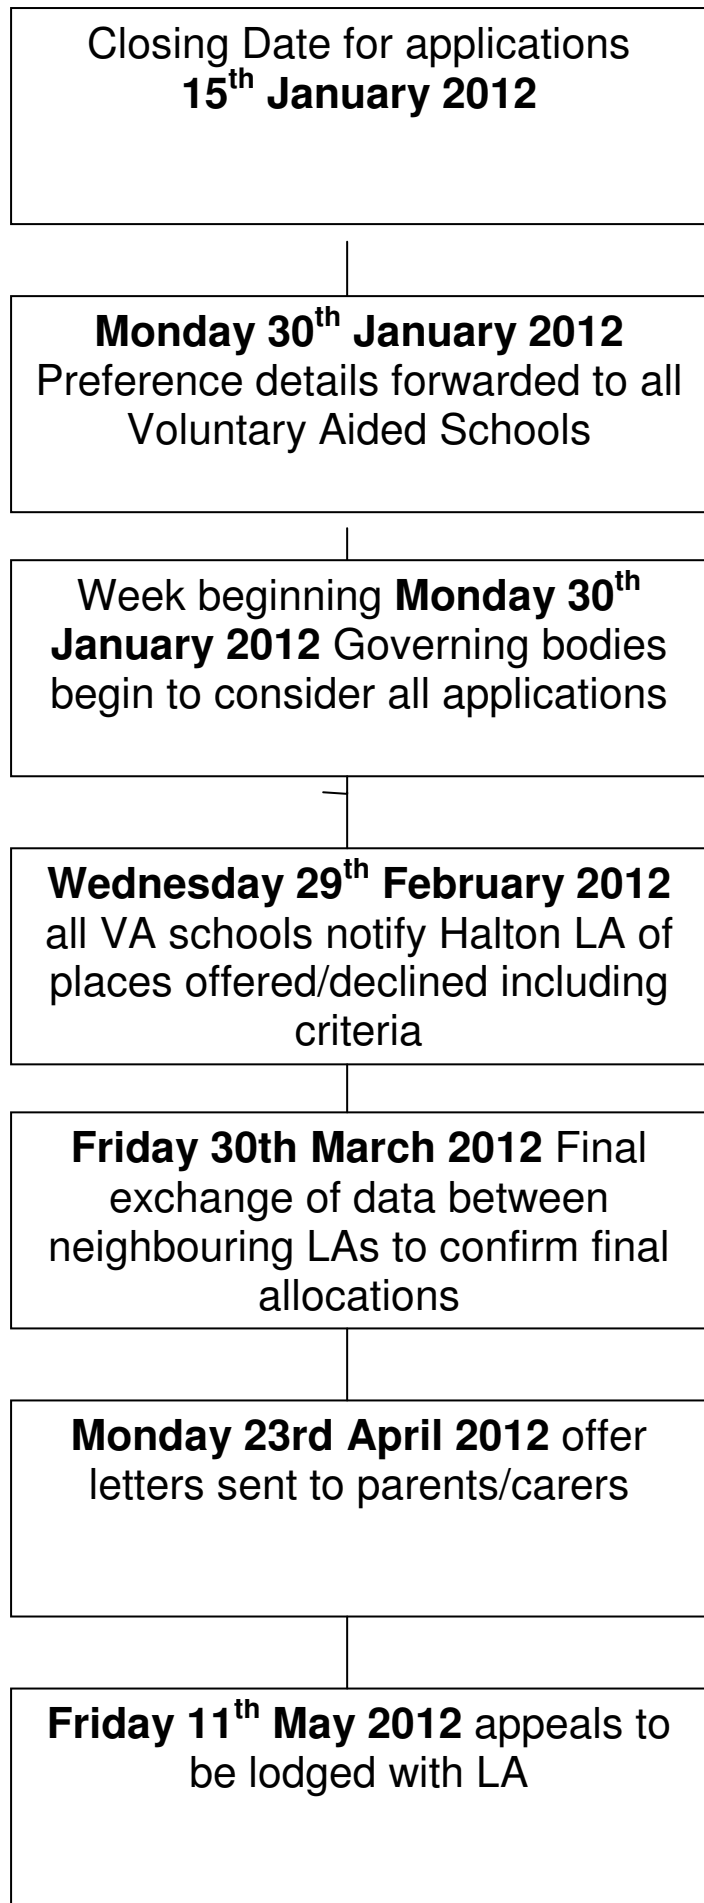 Closing Date for applications
15th January 2012
Monday 30th January 2012
Preference details forwarded to all
Voluntary Aided Schools
Week beginning Monday 30th
January 2012 Governing bodies
begin to consider all applications
Wednesday 29th February 2012
all VA schools notify Halton LA of
places offered/declined including
criteria
Friday 30th March 2012 Final
exchange of data between
neighbouring LAs to confirm final
allocations
Monday 23rd April 2012 offer
letters sent to parents/carers
Friday 11th May 2012 appeals to
be lodged with LA